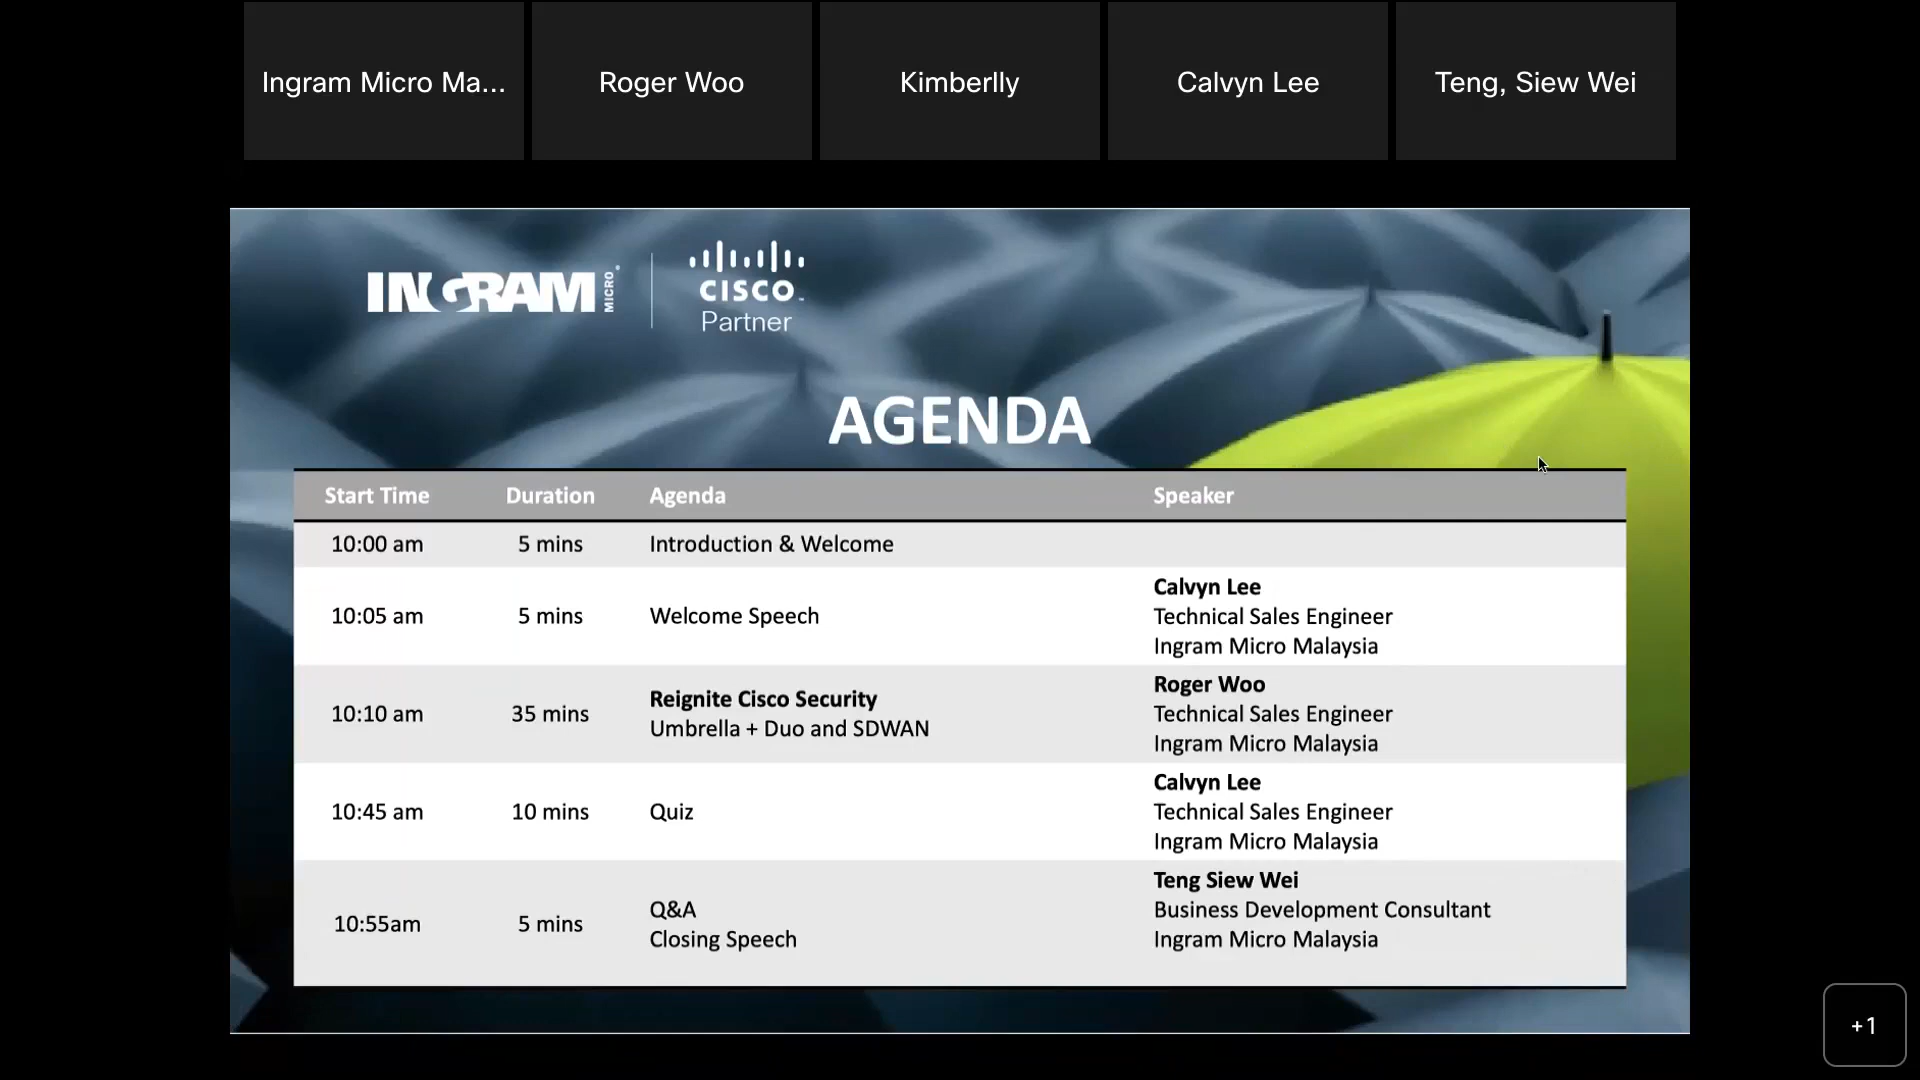 Ingram Micro Ma...
Roger Woo
Kimberlly
Calvyn Lee
Teng, Siew Wei
INGRAM MICRO
CISCO
Partner
AGENDA
Start Time Duration Agenda Speaker
10:00 am 5 mins Introduction & Welcome
10:05 am 5 mins Welcome Speech
Calvyn Lee
Technical Sales Engineer
Ingram Micro Malaysia
10:10 am 35 mins
Reignite Cisco Security
Umbrella + Duo and SDWAN
Roger Woo
Technical Sales Engineer
Ingram Micro Malaysia
10:45 am 10 mins Quiz
Calvyn Lee
Technical Sales Engineer
Ingram Micro Malaysia
10:55am 5 mins
Q&A
Closing Speech
Teng Siew Wei
Business Development Consultant
Ingram Micro Malaysia
+1